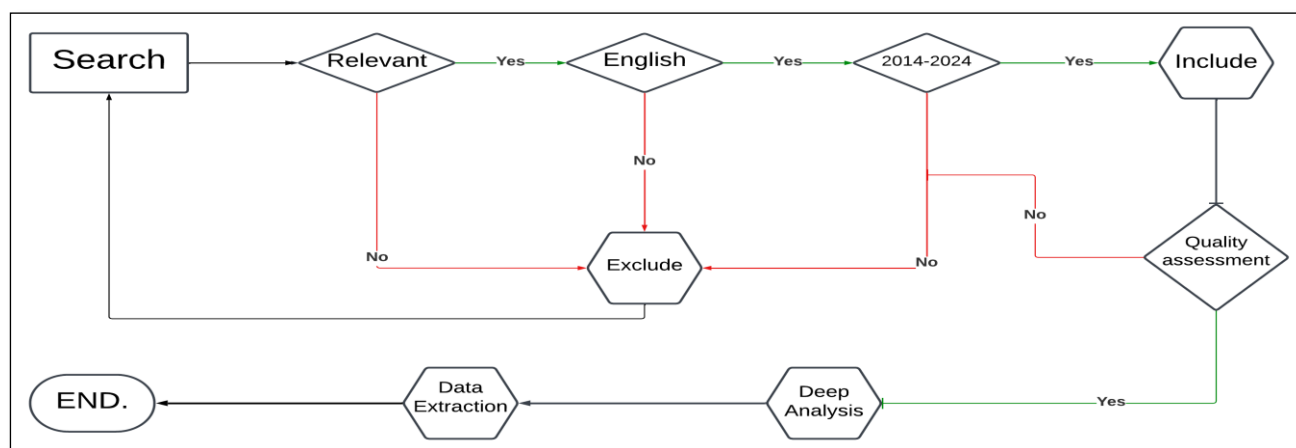 Search
Relevant
Yes
English
Yes
2014-2024
Yes
Include
No
No
Quality
assessment
No
Exclude
No
END.
Data
Extraction
Deep
Analysis
Yes